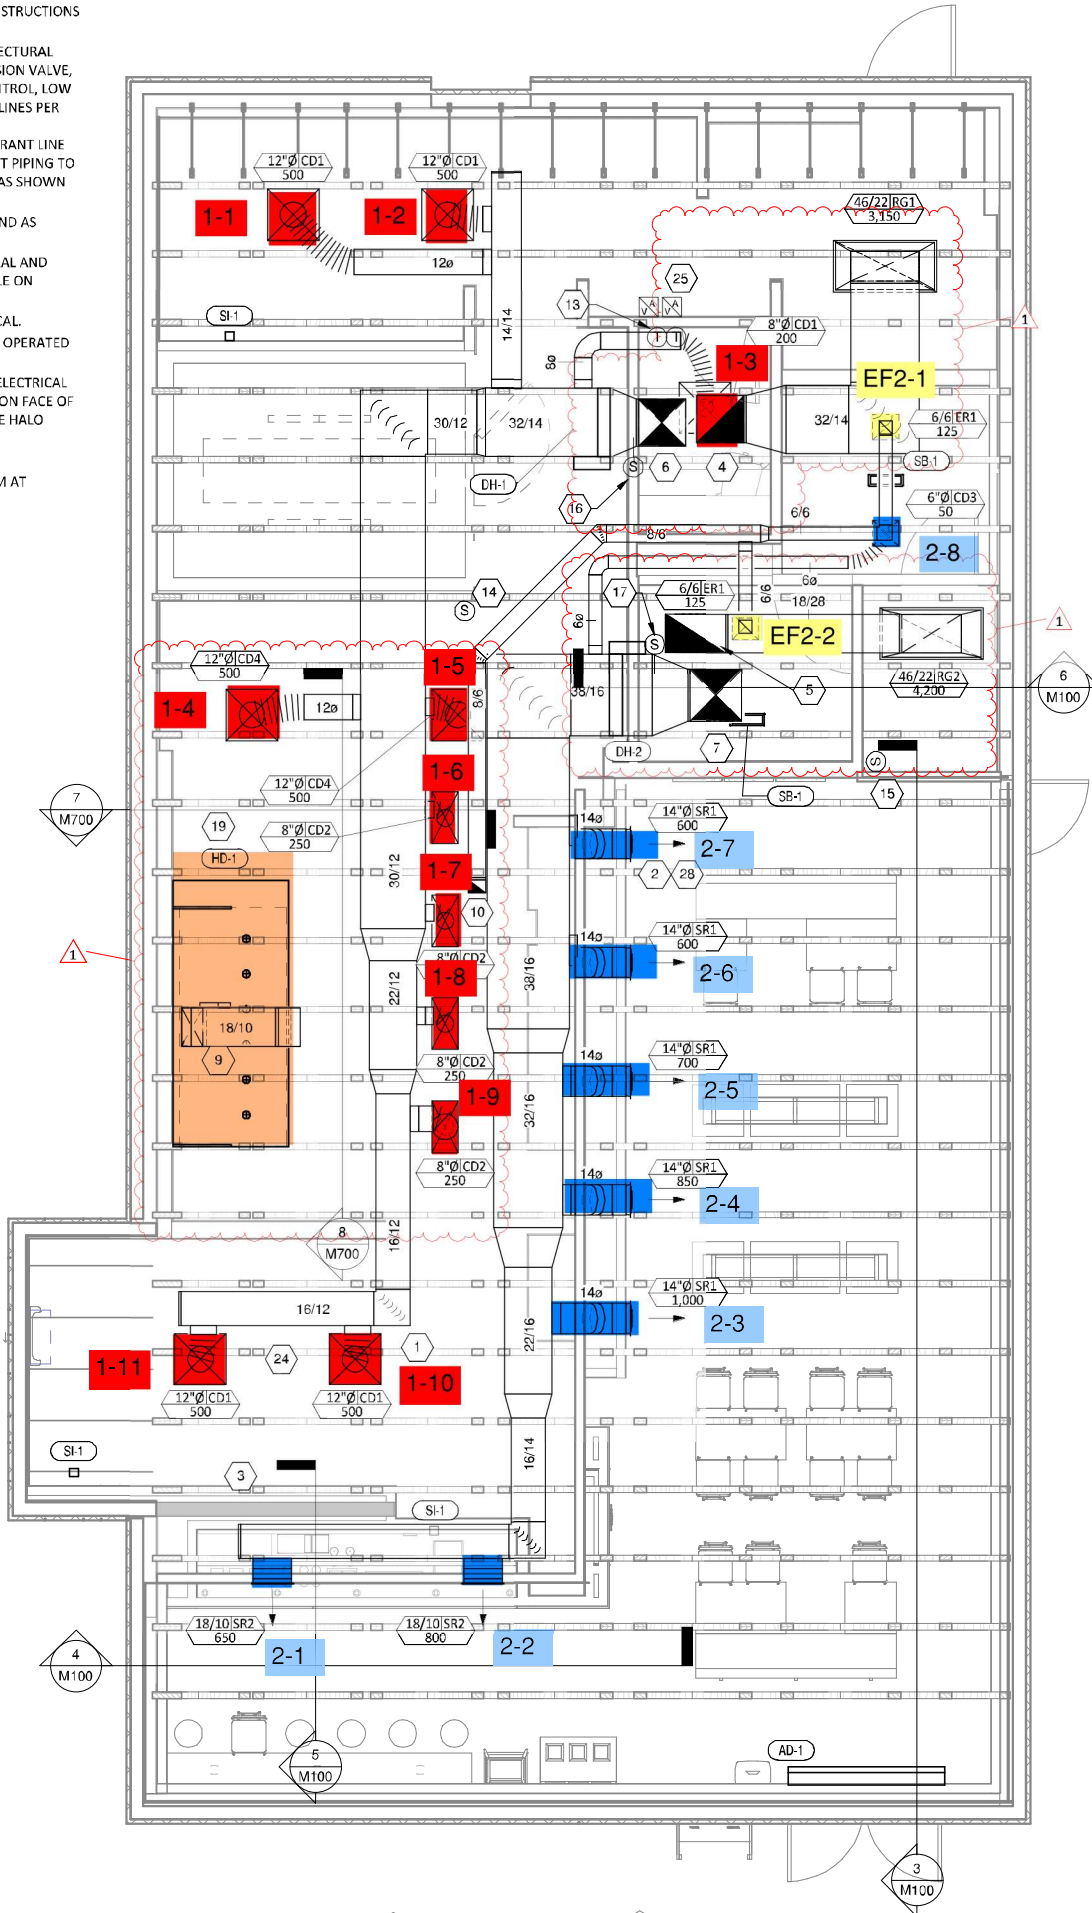 STRUCTIONS
ECTURAL
SION VALVE,
NTROL, LOW
LINES PER
RANT LINE
T PIPING TO
AS SHOWN
ND AS
AL AND
LE ON
CAL.
OPERATED
ELECTRICAL
ON FACE OF
E HALO
M AT
12"Ø CD1
500
12"Ø CD1
500
1-1
1-2
12ø
14/14
46/22 RG1
3,150
25
13
SI-1
8"Ø CD1
200
1
1-3
8ø
EF2-1
30/12
32/14
32/14
6/6 ER1
125
SB-1
S
6
4
DH-1
16
6"Ø CD3
50
6/6
8/6
2-8
14
17
S
6/6 ER1
125
6ø
6/6
18/28
6ø
EF2-2
S
1
12"Ø CD4
500
1-5
46/22 RG2
4,200
6
M100
1-4
12ø
8/6
38/16
5
7
DH-2
S
1-6
12"Ø CD4
500
SB-1
15
7
M700
19
8"Ø CD2
250
14ø
14"Ø SR1
600
2-7
HD-1
30/12
1-7
2
28
10
14ø
14"Ø SR1
600
2-6
1
8"Ø CD2
1-8
22/12
38/16
18/10
9
8"Ø CD2
250
14ø
14"Ø SR1
700
2-5
1-9
32/16
8"Ø CD2
250
14ø
14"Ø SR1
850
2-4
8
M700
16/12
16/12
14ø
14"Ø SR1
1,000
2-3
22/16
1-11
24
1
1-10
12"Ø CD1
500
12"Ø CD1
500
16/14
SI-1
3
SI-1
18/10 SR2
650
18/10 SR2
800
2-1
2-2
4
M100
5
M100
AD-1
3
M100